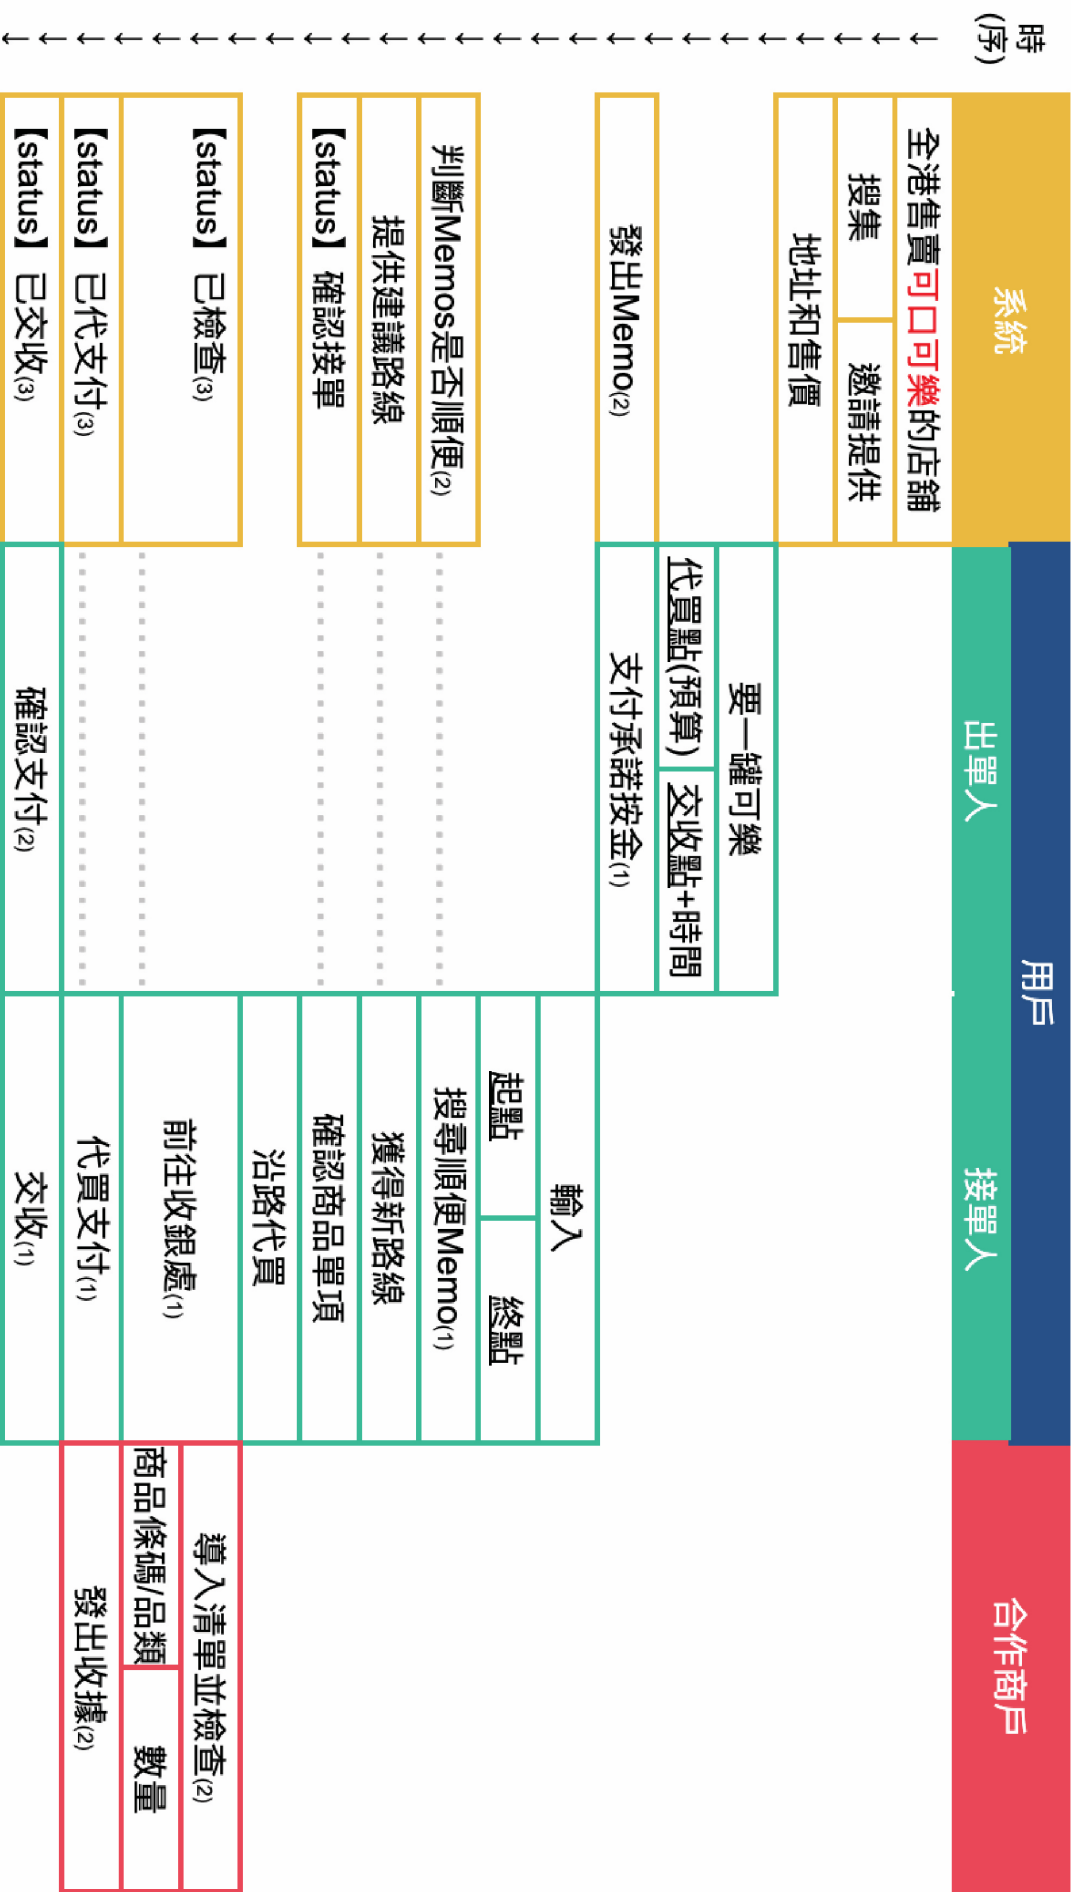 時
(序)
系統
用戶
合作商戶
出單人
接單人
↓↓↓↓↓↓↓↓↓↓↓↓↓↓↓↓↓↓↓↓↓↓↓↓↓
全港售賣可口可樂的店舖
搜集
邀請提供
地址和售價
要一罐可樂
代買點(預算)
交收點+時間
發出Memo(2)
支付承諾按金(1)
輸入
起點
終點
判斷Memos是否順便(2)
搜尋順便Memo(1)
提供建議路線
獲得新路線
【status】確認接單
確認商品單項
沿路代買
【status】已檢查(3)
前往收銀處(1)
導入清單並檢查(2)
商品條碼/品類
數量
【status】已代支付(3)
代買支付(1)
發出收據(2)
【status】已交收(3)
確認支付(2)
交收(1)